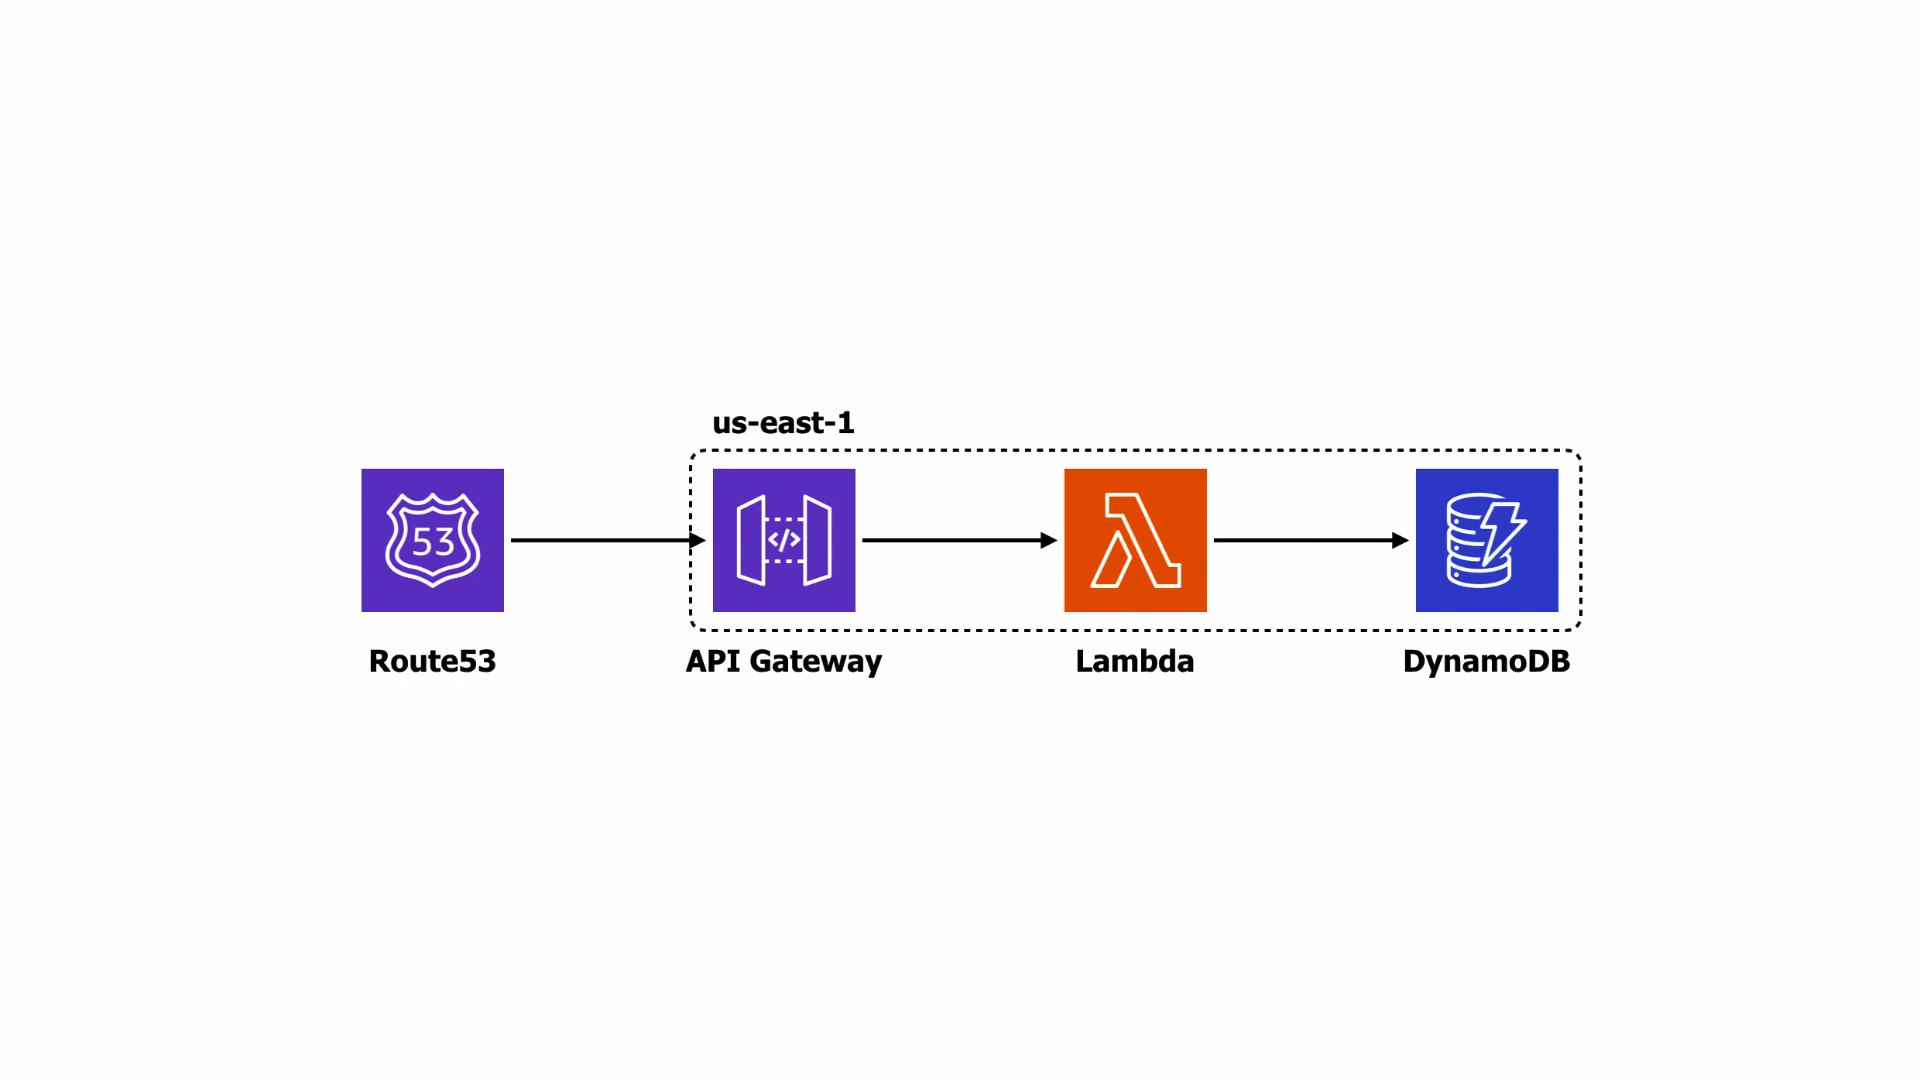 us-east-1
53
</>
Route53
API Gateway
Lambda
DynamoDB